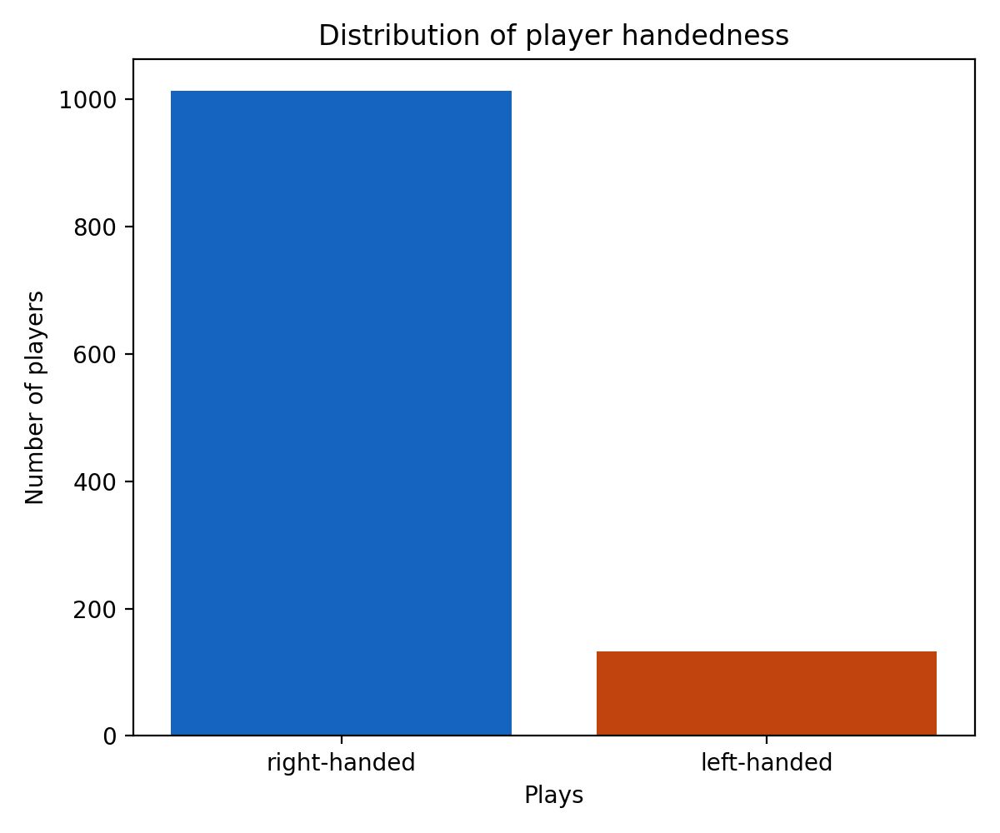 Distribution of player handedness
1000
800
600
400
200
0
Number of players
right-handed
left-handed
Plays